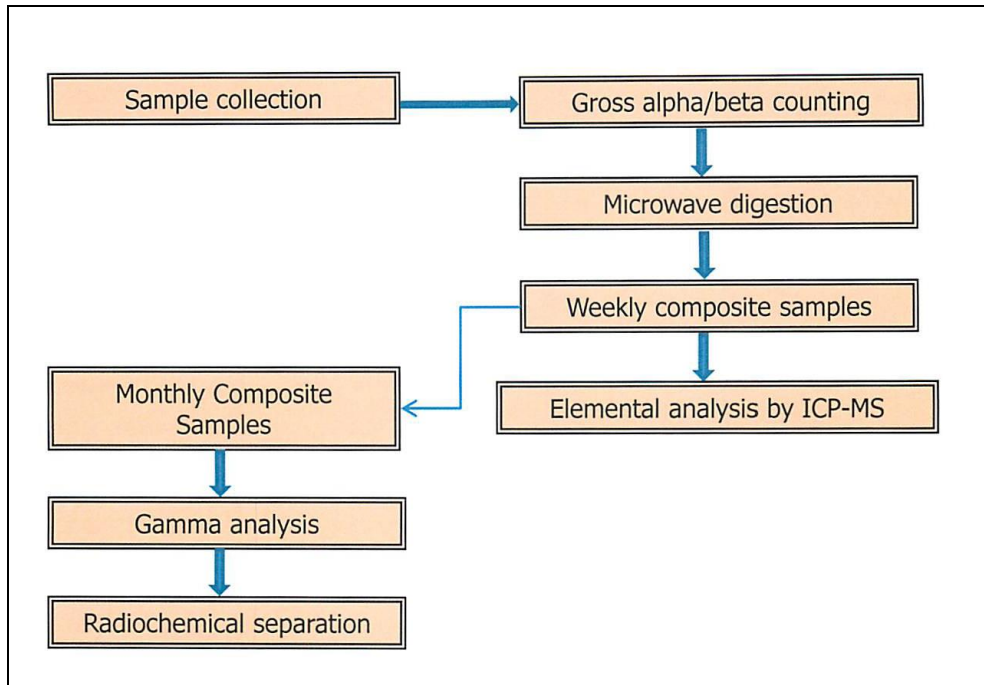 Sample collection
Gross alpha/beta counting
Microwave digestion
Weekly composite samples
Elemental analysis by ICP-MS
Monthly Composite
Samples
Gamma analysis
Radiochemical separation